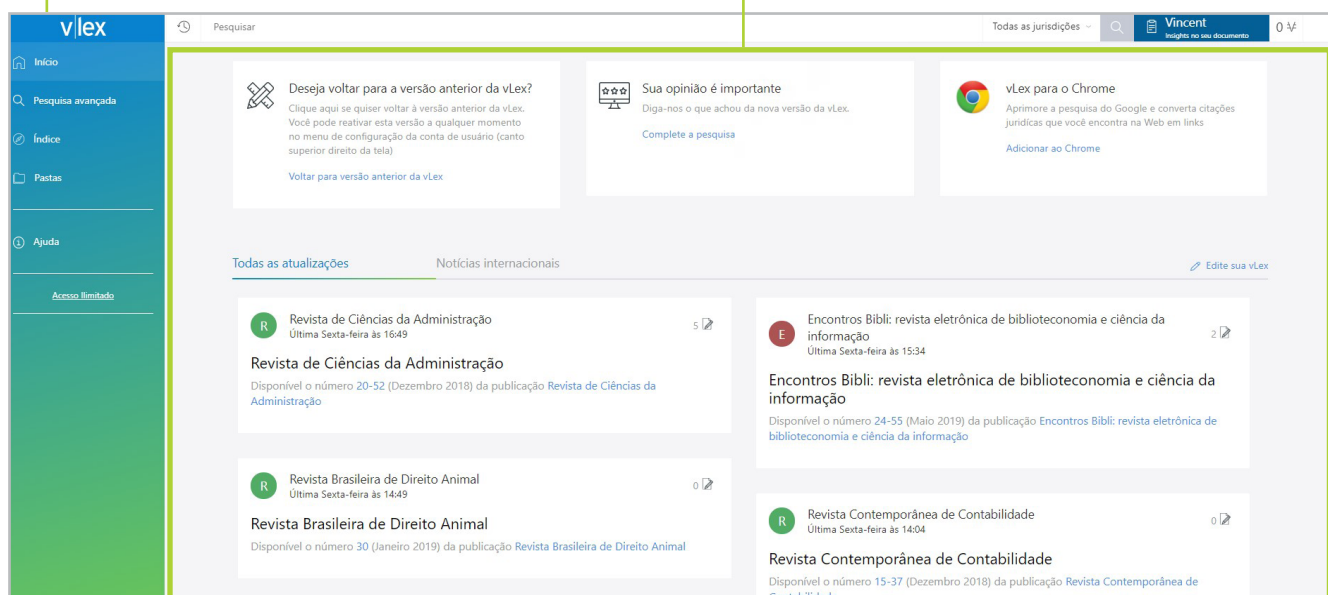 v|lex
Pesquisar
Todas as jurisdições
Vincent
Insights no seu documento
0
Início
Pesquisa avançada
Índice
Pastas
Ajuda
Acesso Ilimitado
Deseja voltar para a versão anterior da vLex?
Clique aqui se quiser voltar à versão anterior da vLex.
Você pode reativar esta versão a qualquer momento
no menu de configuração da conta de usuário (canto
superior direito da tela)
Voltar para versão anterior da vLex
Sua opinião é importante
Diga-nos o que achou da nova versão da vLex.
Complete a pesquisa
vLex para o Chrome
Aprimore a pesquisa do Google e converta citações
juridícas que você encontra na Web em links
Adicionar ao Chrome
Todas as atualizações
Notícias internacionais
Edite sua vLex
R
Revista de Ciências da Administração
5
Última Sexta-feira às 16:49
Revista de Ciências da Administração
Disponível o número 20-52 (Dezembro 2018) da publicação Revista de Ciências da
Administração
R
Revista Brasileira de Direito Animal
0
Última Sexta-feira às 14:49
Revista Brasileira de Direito Animal
Disponível o número 30 (Janeiro 2019) da publicação Revista Brasileira de Direito Animal
E
Encontros Bibli: revista eletrônica de biblioteconomia e ciência da
informação
2
Última Sexta-feira às 15:34
Encontros Bibli: revista eletrônica de biblioteconomia e ciência da
informação
Disponível o número 24-55 (Maio 2019) da publicação Encontros Bibli: revista eletrônica de
biblioteconomia e ciência da informação
R
Revista Contemporânea de Contabilidade
0
Última Sexta-feira às 14:04
Revista Contemporânea de Contabilidade
Disponível o número 15-37 (Dezembro 2018) da publicação Revista Contemporânea de